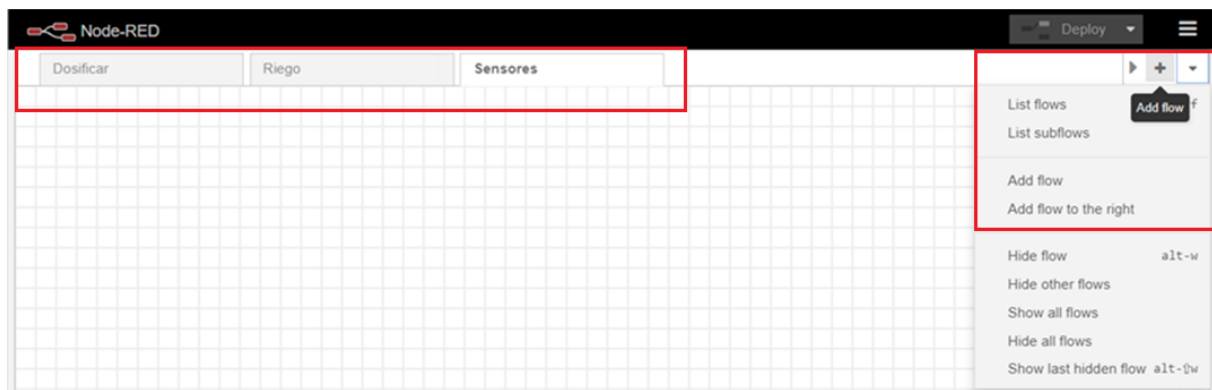 Node-RED
Deploy
Dosificar
Riego
Sensores
List flows f
Add flow
List subflows
Add flow
Add flow to the right
Hide flow alt-w
Hide other flows
Show all flows
Hide all flows
Show last hidden flow alt-⇧w